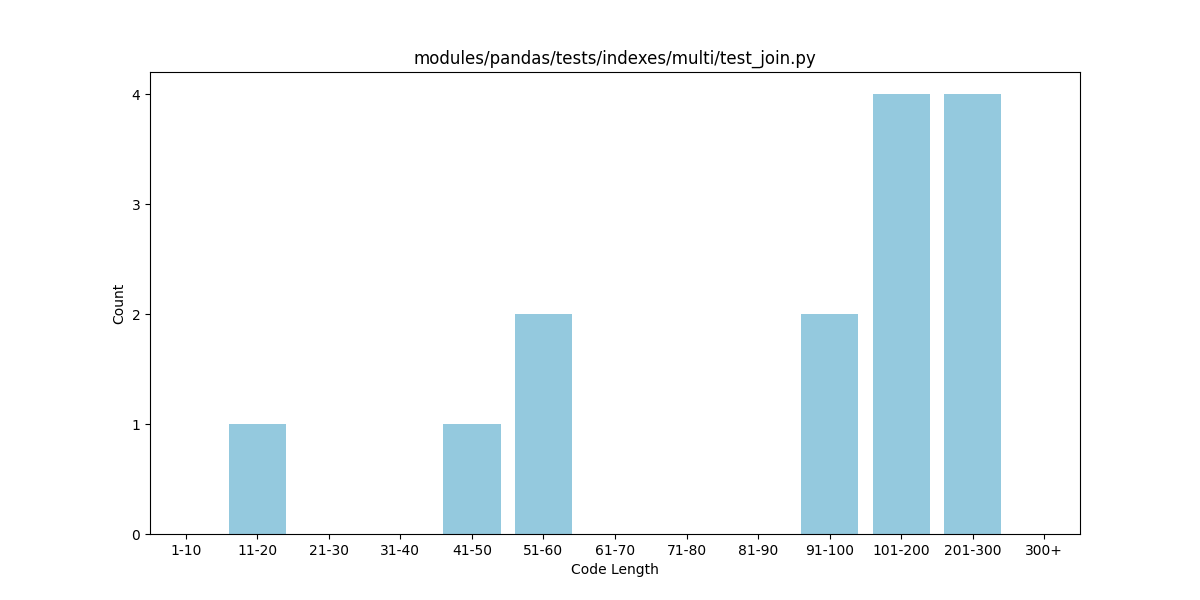 modules/pandas/tests/indexes/multi/test_join.py
4
3
2
1
0
Count
1-10 11-20 21-30 31-40 41-50 51-60 61-70 71-80 81-90 91-100 101-200 201-300 300+
Code Length